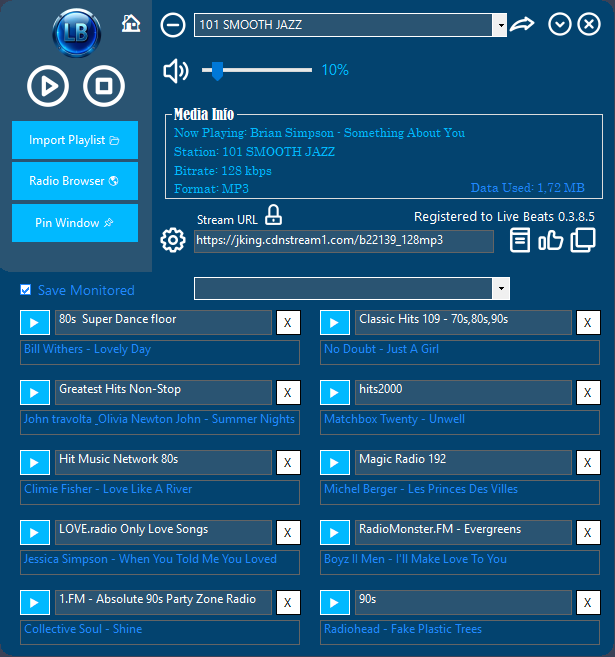 LB
101 SMOOTH JAZZ
10%
Import Playlist
Radio Browser
Pin Window
Media Info
Now Playing: Brian Simpson - Something About You
Station: 101 SMOOTH JAZZ
Bitrate: 128 kbps
Format: MP3
Data Used: 1,72 MB
Stream URL
Registered to Live Beats 0.3.8.5
https://jking.cdnstream1.com/b22139_128mp3
Save Monitored
80s Super Dance floor X
Classic Hits 109 - 70s,80s,90s X
Bill Withers - Lovely Day
No Doubt - Just A Girl
Greatest Hits Non-Stop X
hits2000 X
John travolta _Olivia Newton John - Summer Nights
Matchbox Twenty - Unwell
Hit Music Network 80s X
Magic Radio 192 X
Climie Fisher - Love Like A River
Michel Berger - Les Princes Des Villes
LOVE.radio Only Love Songs X
RadioMonster.FM - Evergreens X
Jessica Simpson - When You Told Me You Loved
Boyz II Men - I'll Make Love To You
1.FM - Absolute 90s Party Zone Radio X
90s X
Collective Soul - Shine
Radiohead - Fake Plastic Trees